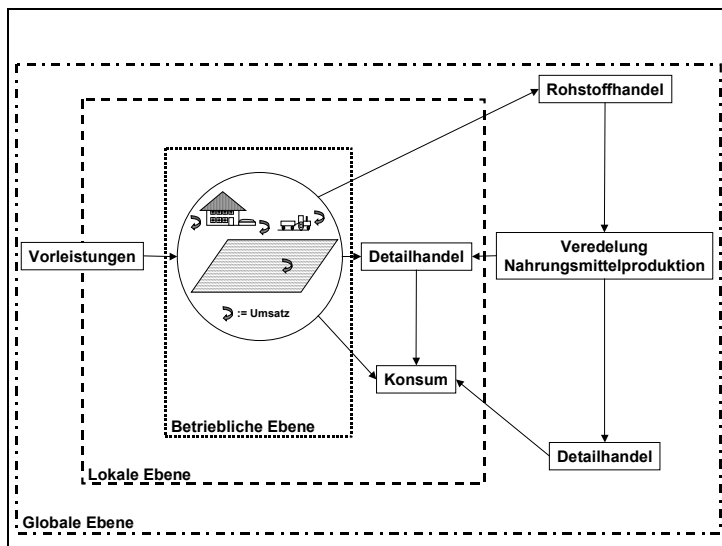 Rohstoffhandel
Vorleistungen
Detailhandel
Veredelung
Nahrungsmittelproduktion
:= Umsatz
Konsum
Betriebliche Ebene
Detailhandel
Lokale Ebene
Globale Ebene